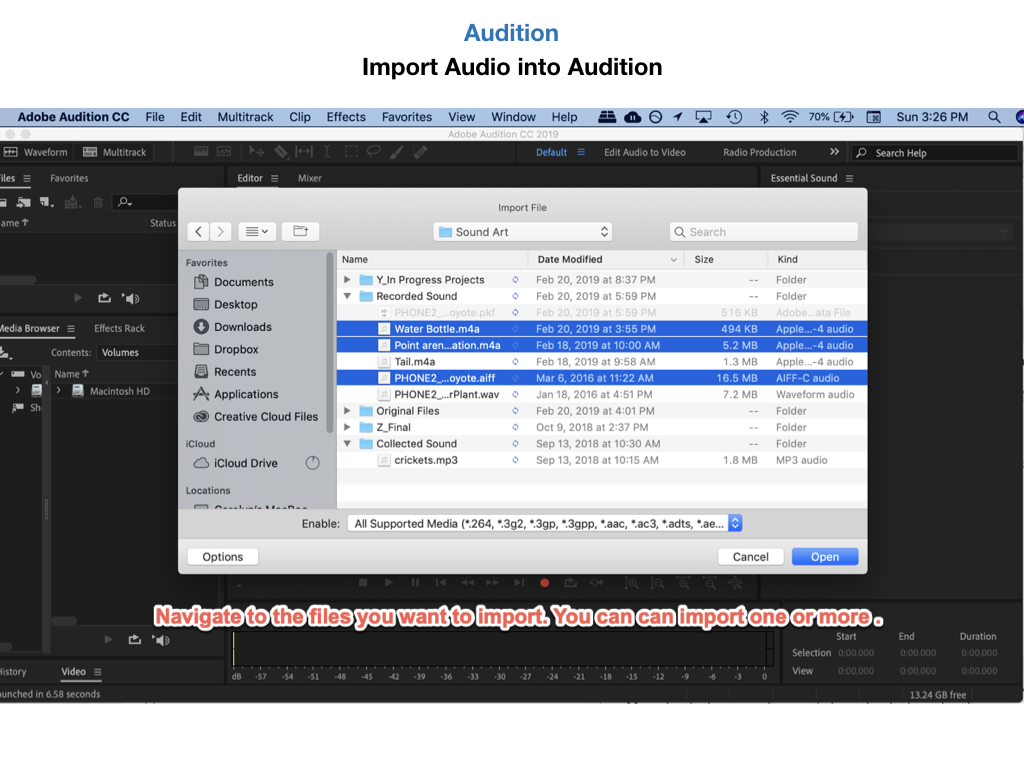 Audition
Import Audio into Audition
Adobe Audition CC File Edit Multitrack Clip Effects Favorites View Window Help 70% Sun 3:26 PM
Adobe Audition CC 2019
Waveform Multitrack Default Edit Audio to Video Radio Production >> Search Help
iles Favorites Editor Mixer Essential Sound
ame Status
Import File
Sound Art Search
Favorites
Documents
Desktop
Downloads
Dropbox
Recents
Applications
Creative Cloud Files
iCloud
iCloud Drive
Locations
Name Date Modified Size Kind
Y_In Progress Projects Feb 20, 2019 at 8:37 PM -- Folder
Recorded Sound Feb 20, 2019 at 5:59 PM -- Folder
PHONE2_...oyote.pkf Feb 20, 2019 at 5:59 PM 516 KB Adobe...ata File
Water Bottle.m4a Feb 20, 2019 at 3:55 PM 494 KB Apple...-4 audio
Point aren...ation.m4a Feb 18, 2019 at 10:00 AM 5.2 MB Apple...-4 audio
Tail.m4a Feb 18, 2019 at 9:58 AM 1.3 MB Apple...-4 audio
PHONE2_...oyote.aiff Mar 6, 2016 at 11:22 AM 16.5 MB AIFF-C audio
PHONE2_...rPlant.wav Jan 18, 2016 at 4:51 PM 7.2 MB Waveform audio
Original Files Feb 20, 2019 at 4:01 PM -- Folder
Z_Final Oct 9, 2018 at 2:37 PM -- Folder
Collected Sound Sep 13, 2018 at 10:30 AM -- Folder
crickets.mp3 Sep 13, 2018 at 10:15 AM 1.8 MB MP3 audio
Enable: All Supported Media (*.264, *.3g2, *.3gp, *.3gpp, *.aac, *.ac3, *.adts, *.ae...
Options Cancel Open
Media Browser Effects Rack
Contents: Volumes
Vo Name
Macintosh HD
Sh
Navigate to the files you want to import. You can can import one or more .
Start End Duration
Selection 0:00.000 0:00.000 0:00.000
View 0:00.000 0:00.000 0:00.000
dB -57 -54 -51 -48 -45 -42 -39 -36 -33 -30 -27 -24 -21 -18 -15 -12 -9 -6 -3 0
History Video
aunched in 6.58 seconds 13.24 GB free